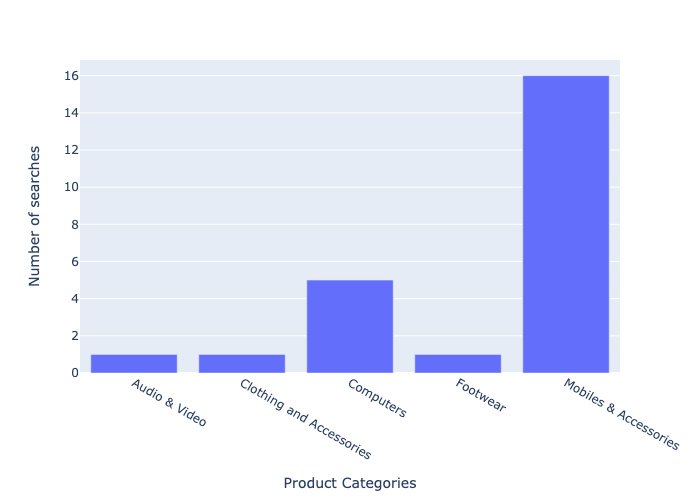 Number of searches
16
14
12
10
8
6
4
2
0
Audio & Video
Clothing and Accessories
Computers
Footwear
Mobiles & Accessories
Product Categories